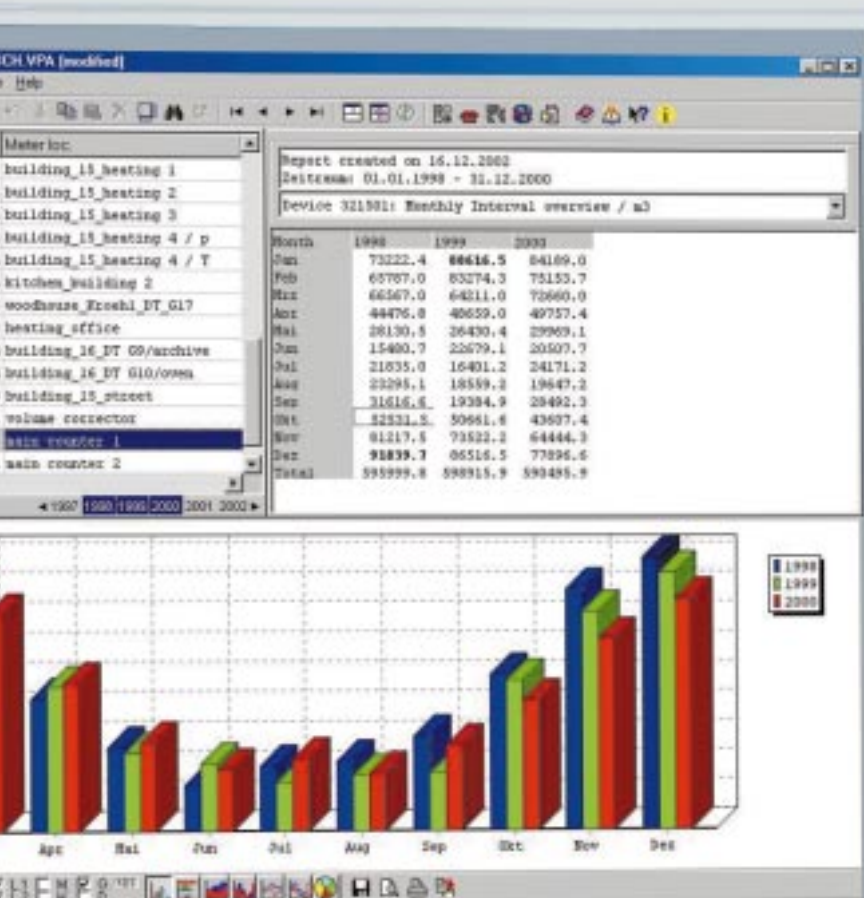 CH.VPA [modified]
Help
Meter loc.
building_15_heating 1
building_15_heating 2
building_15_heating 3
building_15_heating 4 / p
building_15_heating 4 / T
kitchen_building 2
woodhouse_Kroehl_DT_G17
heating_office
building_16_DT G9/archive
building_16_DT G10/oven
building_15_street
volume corrector
main counter 1
main counter 2
1997 1998 1999 2000 2001 2002
Report created on 16.12.2002
Zeitraum: 01.01.1998 - 31.12.2000
Device 321501: Monthly Interval overview / m3
Month 1998 1999 2000
Jan 73222.4 88616.5 84189.0
Feb 65787.0 83274.3 75153.7
Mrz 66567.0 64211.0 72660.0
Apr 44476.8 48659.0 49757.4
Mai 28130.5 26430.4 29969.1
Jun 15480.7 22679.1 20507.7
Jul 21835.0 16401.2 24171.2
Aug 23295.1 18559.2 19647.2
Sep 31616.6 19384.9 28492.3
Okt 52531.5 50661.6 43607.4
Nov 81217.5 73522.2 64444.3
Dez 91839.7 86516.5 77896.6
Total 595999.8 598915.9 590495.9
1998
1999
2000
Apr Mai Jun Jul Aug Sep Okt Nov Dez